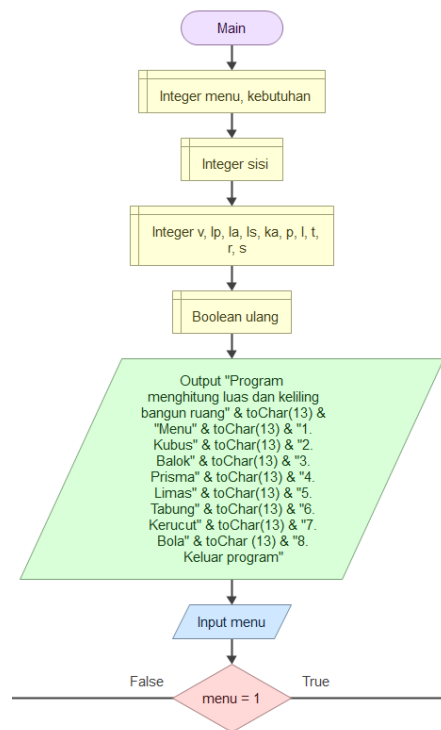 Main
Integer menu, kebutuhan
Integer sisi
Integer v, lp, la, ls, ka, p, l, t,
r, s
Boolean ulang
Output "Program
menghitung luas dan keliling
bangun ruang" & toChar(13) &
"Menu" & toChar(13) & "1.
Kubus" & toChar(13) & "2.
Balok" & toChar(13) & "3.
Prisma" & toChar(13) & "4.
Limas" & toChar(13) & "5.
Tabung" & toChar(13) & "6.
Kerucut" & toChar(13) & "7.
Bola" & toChar (13) & "8.
Keluar program"
Input menu
False
True
menu = 1